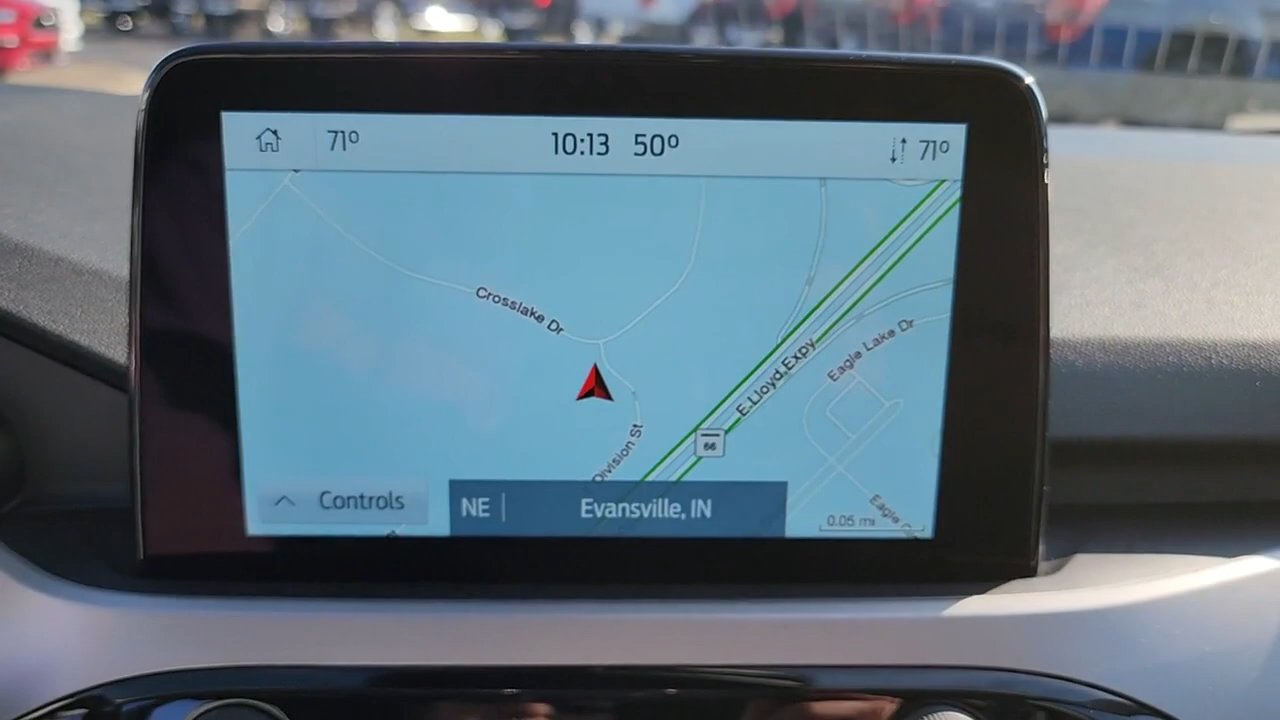 71° 10:13 50° 71°
Crosslake Dr
Eagle Lake Dr
E Lloyd Expy
66
Division St
Eagle
Controls
NE Evansville, IN
0.05 mi